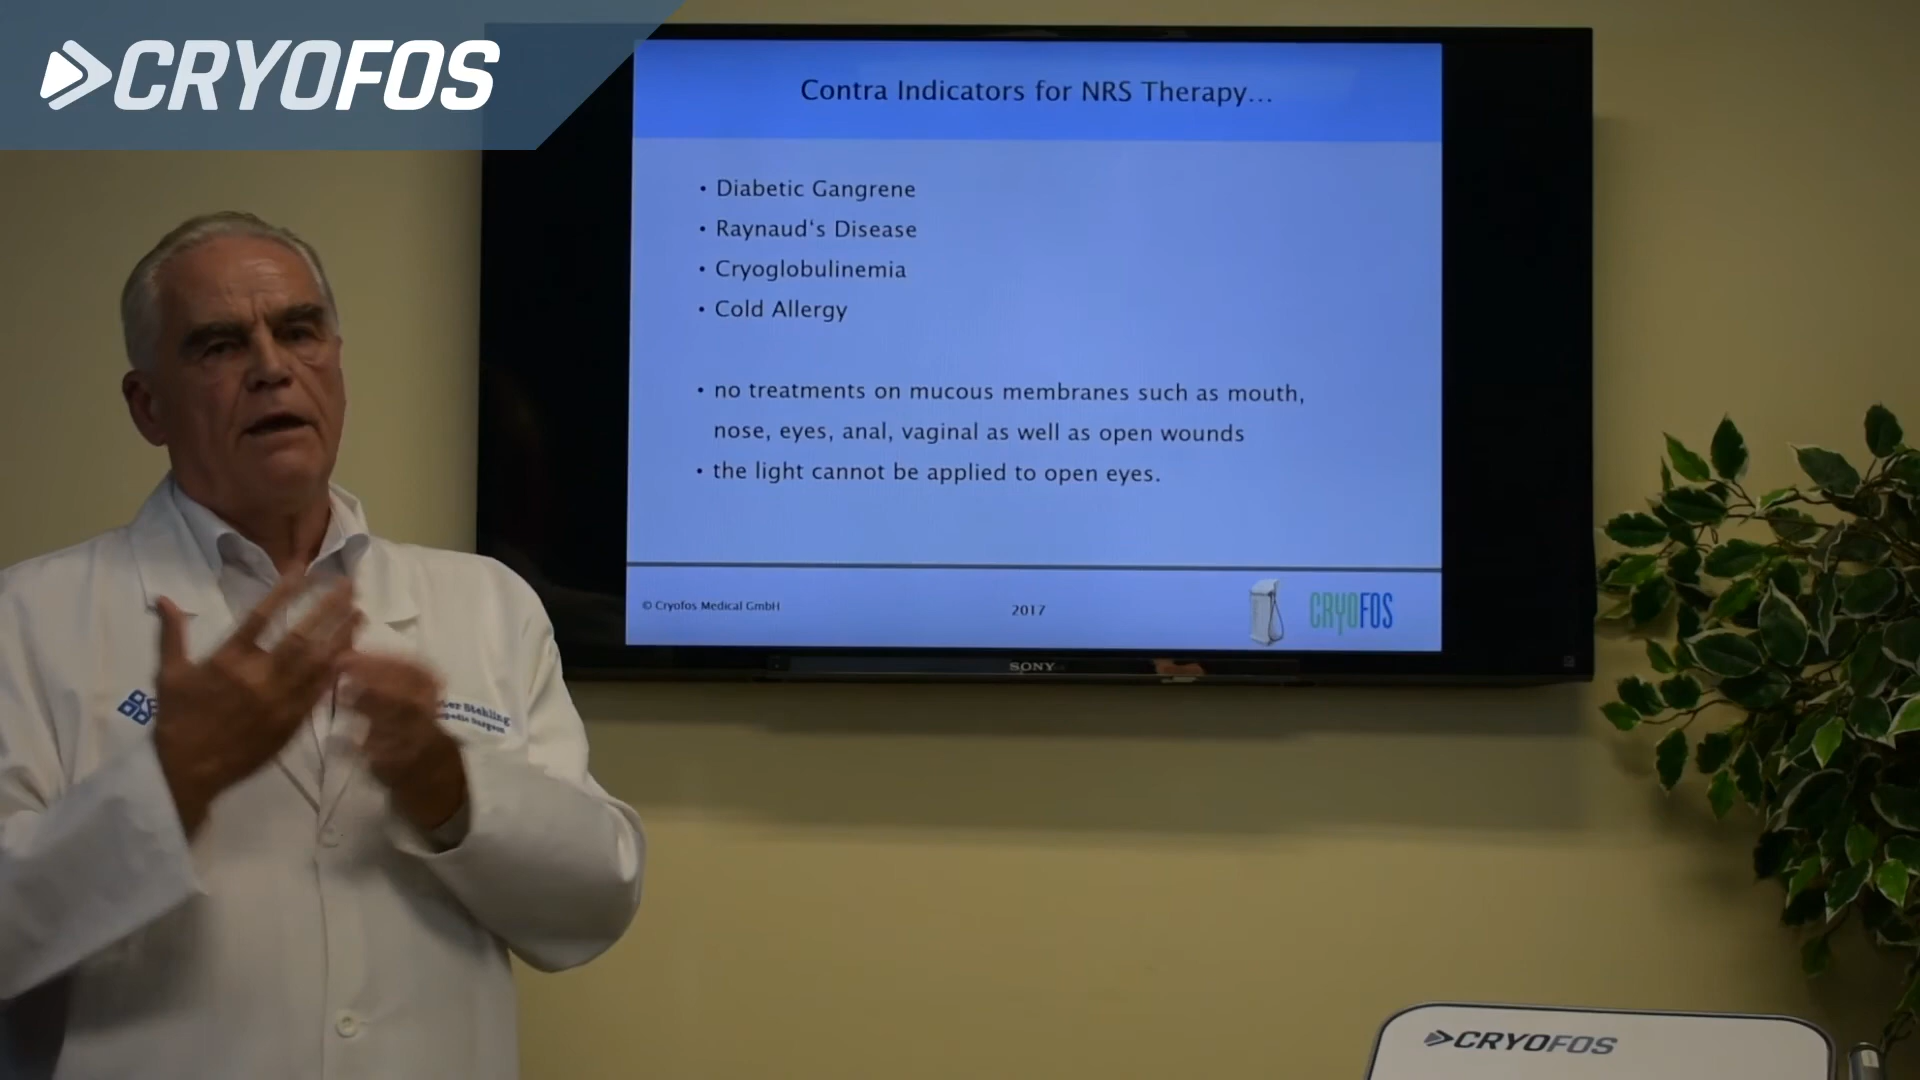 CRYOFOS
Contra Indicators for NRS Therapy...
• Diabetic Gangrene
• Raynaud‘s Disease
• Cryoglobulinemia
• Cold Allergy
• no treatments on mucous membranes such as mouth,
nose, eyes, anal, vaginal as well as open wounds
• the light cannot be applied to open eyes.
© Cryofos Medical GmbH
2017
CRYOFOS
SONY
Stehling
Surgeon
CRYOFOS